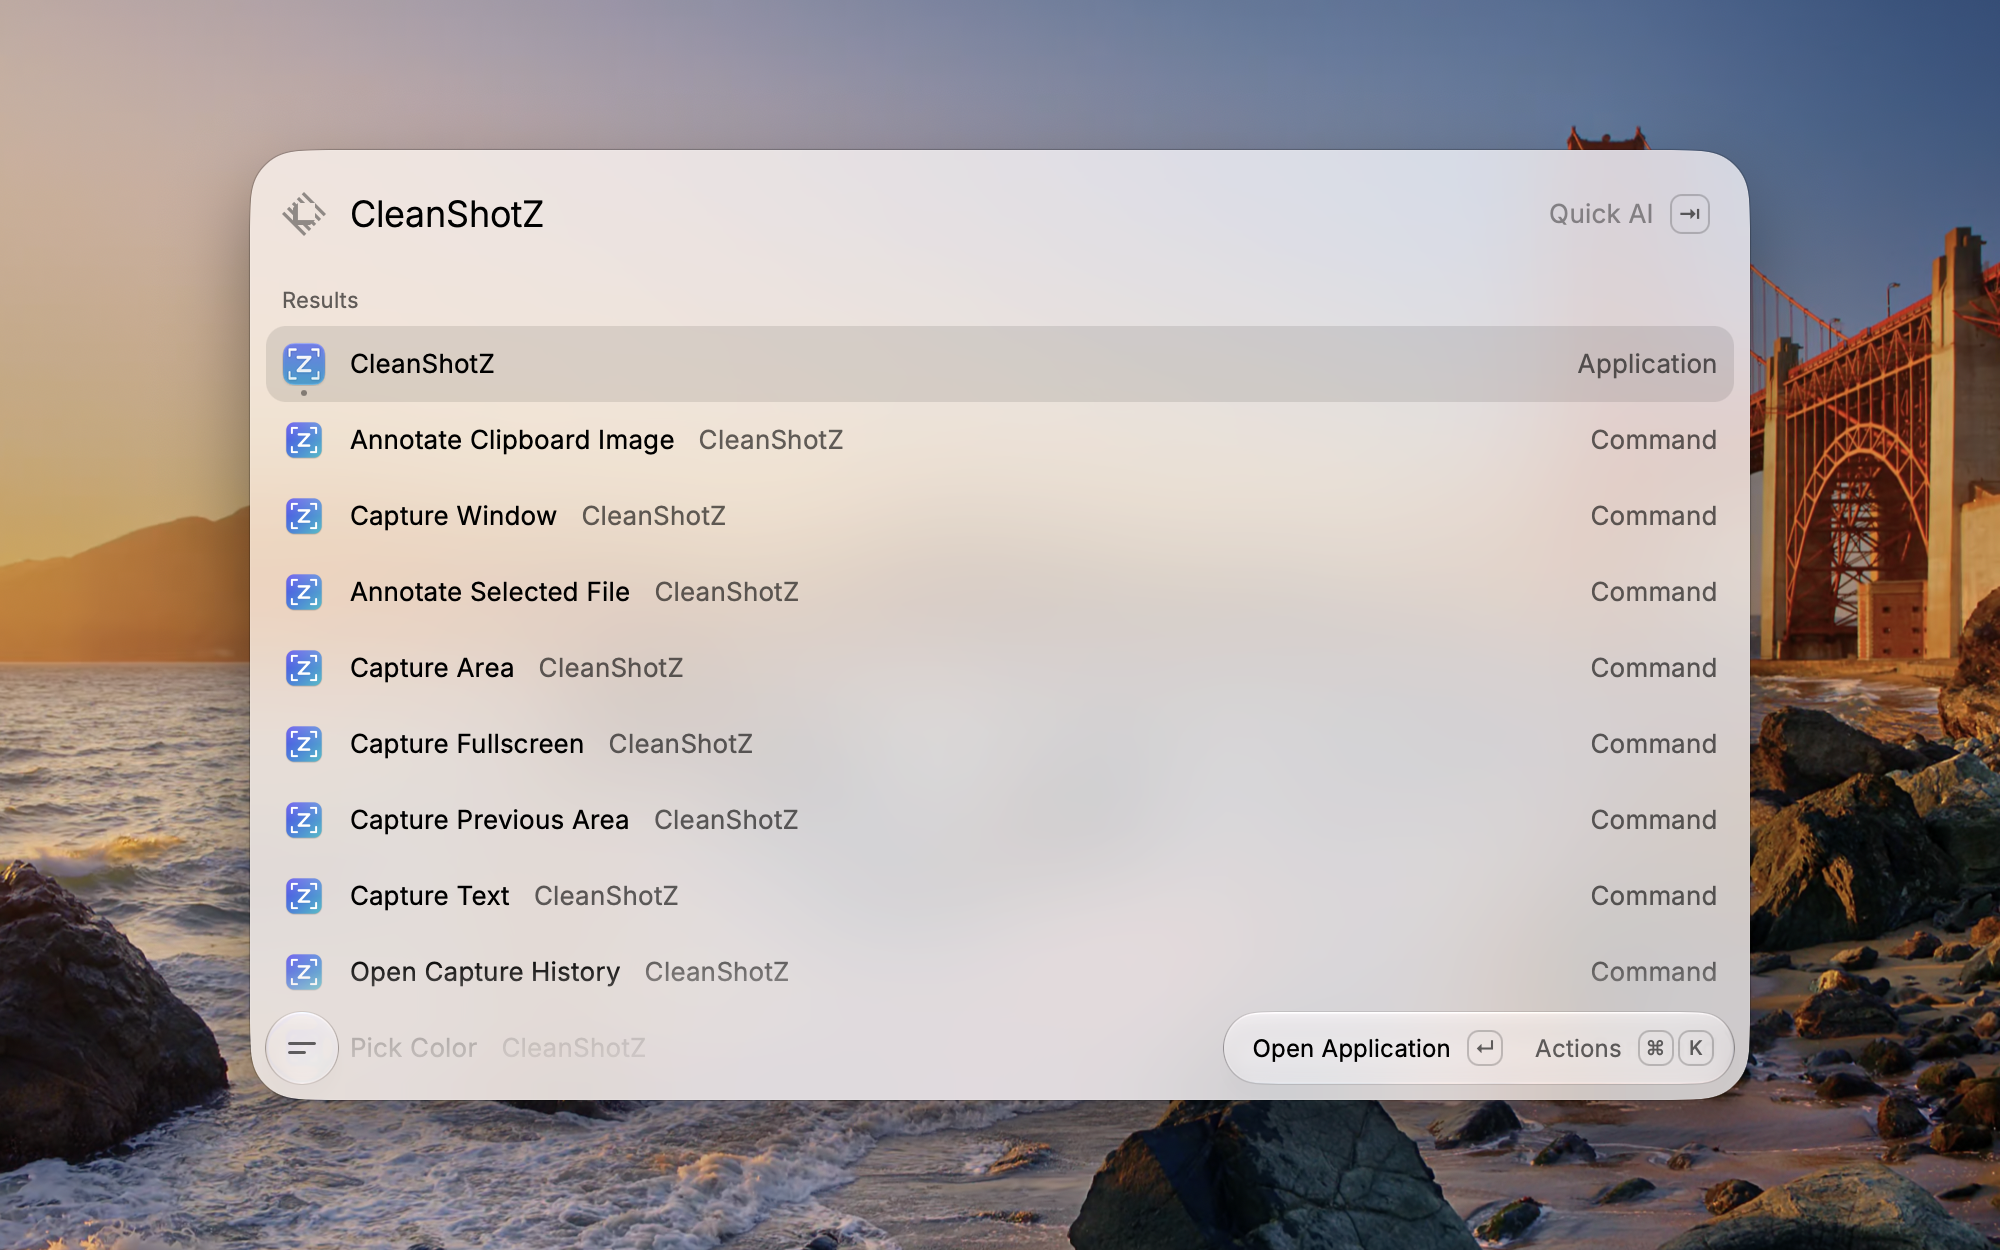 CleanShotZ
Quick AI
Results
CleanShotZ Application
Annotate Clipboard Image CleanShotZ Command
Capture Window CleanShotZ Command
Annotate Selected File CleanShotZ Command
Capture Area CleanShotZ Command
Capture Fullscreen CleanShotZ Command
Capture Previous Area CleanShotZ Command
Capture Text CleanShotZ Command
Open Capture History CleanShotZ Command
Pick Color CleanShotZ
Open Application ↵ Actions ⌘ K